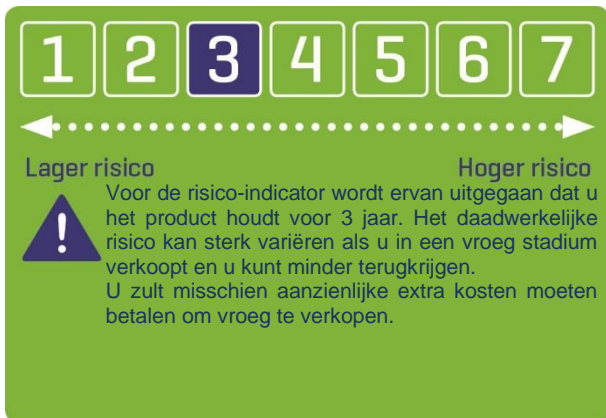 1 2 3 4 5 6 7
Lager risico Hoger risico
!
Voor de risico-indicator wordt ervan uitgegaan dat u
het product houdt voor 3 jaar. Het daadwerkelijke
risico kan sterk variëren als u in een vroeg stadium
verkoopt en u kunt minder terugkrijgen.
U zult misschien aanzienlijke extra kosten moeten
betalen om vroeg te verkopen.